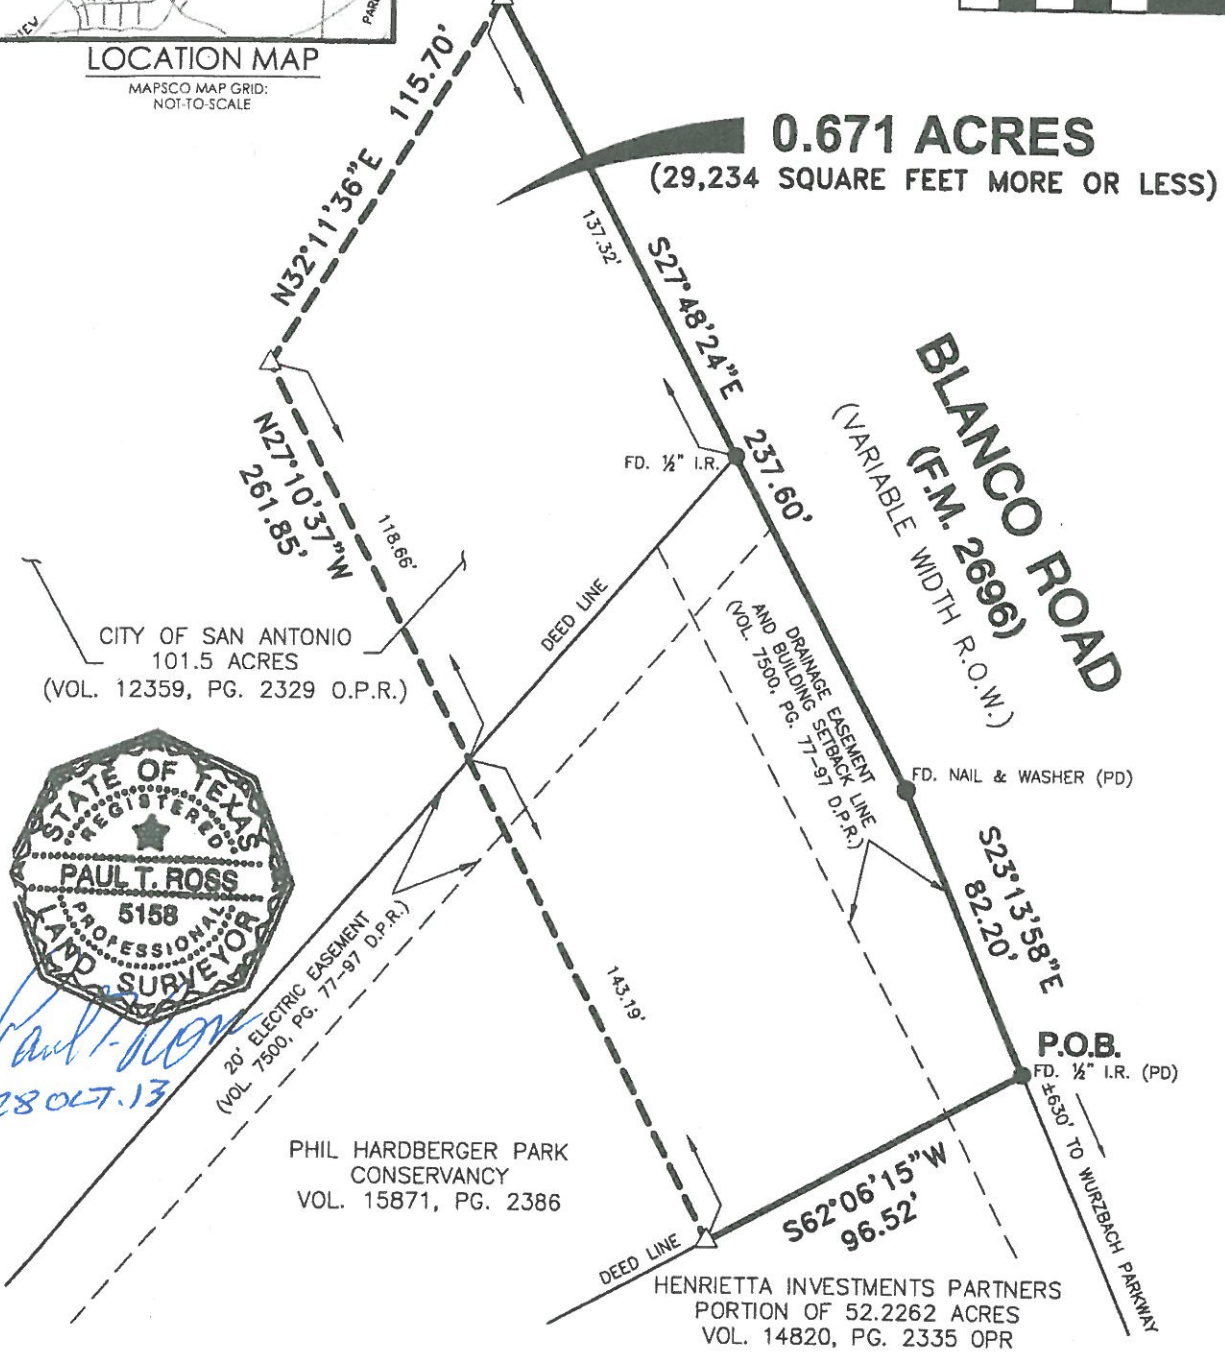 LOCATION MAP
MAPSCO MAP GRID:
NOT-TO-SCALE
0.671 ACRES
(29,234 SQUARE FEET MORE OR LESS)
N32°11'36"E 115.70'
137.32'
S27°48'24"E 237.60'
BLANCO ROAD
(F.M. 2696)
(VARIABLE WIDTH R.O.W.)
FD. ½" I.R.
N27°10'37"W
261.85'
118.66'
DEED LINE
CITY OF SAN ANTONIO
101.5 ACRES
(VOL. 12359, PG. 2329 O.P.R.)
DRAINAGE EASEMENT
AND BUILDING SETBACK LINE
(VOL. 7500, PG. 77-97 D.P.R.)
FD. NAIL & WASHER (PD)
STATE OF TEXAS
REGISTERED
PAUL T. ROSS
5158
PROFESSIONAL
LAND SURVEYOR
Paul T. Ross
28 OCT. 13
S23°13'58"E
82.20'
20' ELECTRIC EASEMENT
(VOL. 7500, PG. 77-97 D.P.R.)
143.19'
P.O.B.
FD. ½" I.R. (PD)
±630' TO WURZBACH PARKWAY
PHIL HARDBERGER PARK
CONSERVANCY
VOL. 15871, PG. 2386
S62°06'15"W
96.52'
DEED LINE
HENRIETTA INVESTMENTS PARTNERS
PORTION OF 52.2262 ACRES
VOL. 14820, PG. 2335 OPR